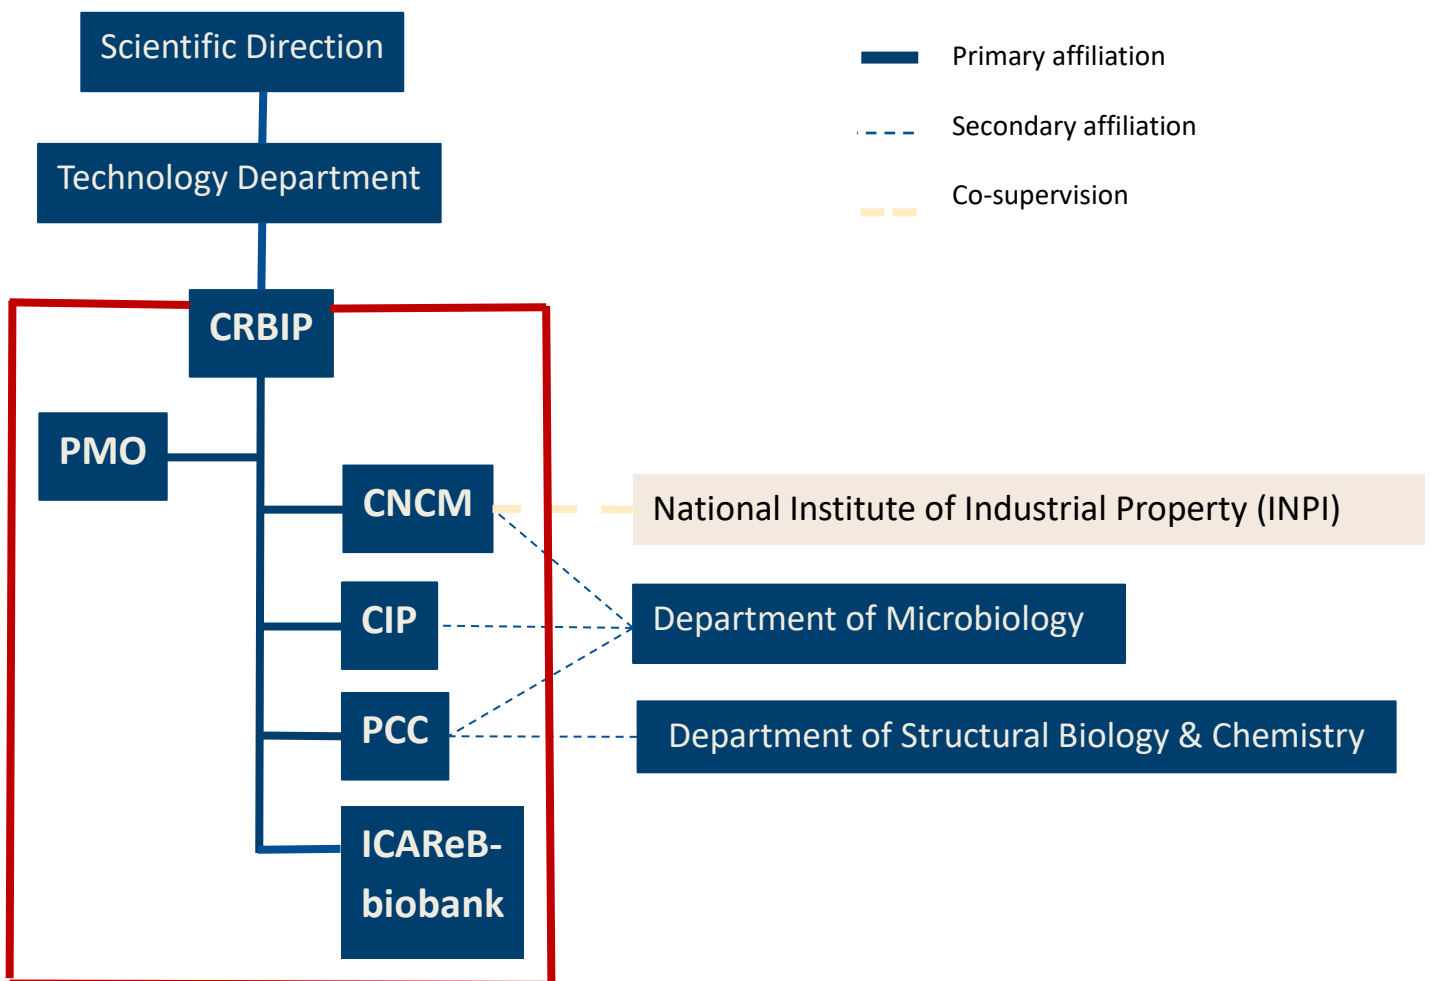 Scientific Direction
Technology Department
CRBIP
PMO
CNCM
CIP
PCC
ICAReB-
biobank
Primary affiliation
Secondary affiliation
Co-supervision
National Institute of Industrial Property (INPI)
Department of Microbiology
Department of Structural Biology & Chemistry